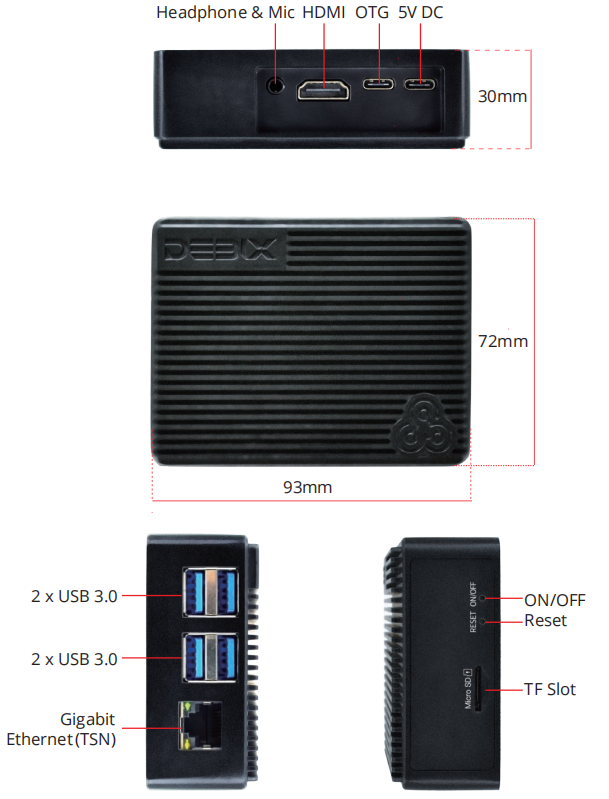 Headphone & Mic HDMI OTG 5V DC
30mm
DEBIX
72mm
93mm
2 x USB 3.0
2 x USB 3.0
Gigabit
Ethernet (TSN)
ON/OFF
RESET
Micro SD
ON/OFF
Reset
TF Slot